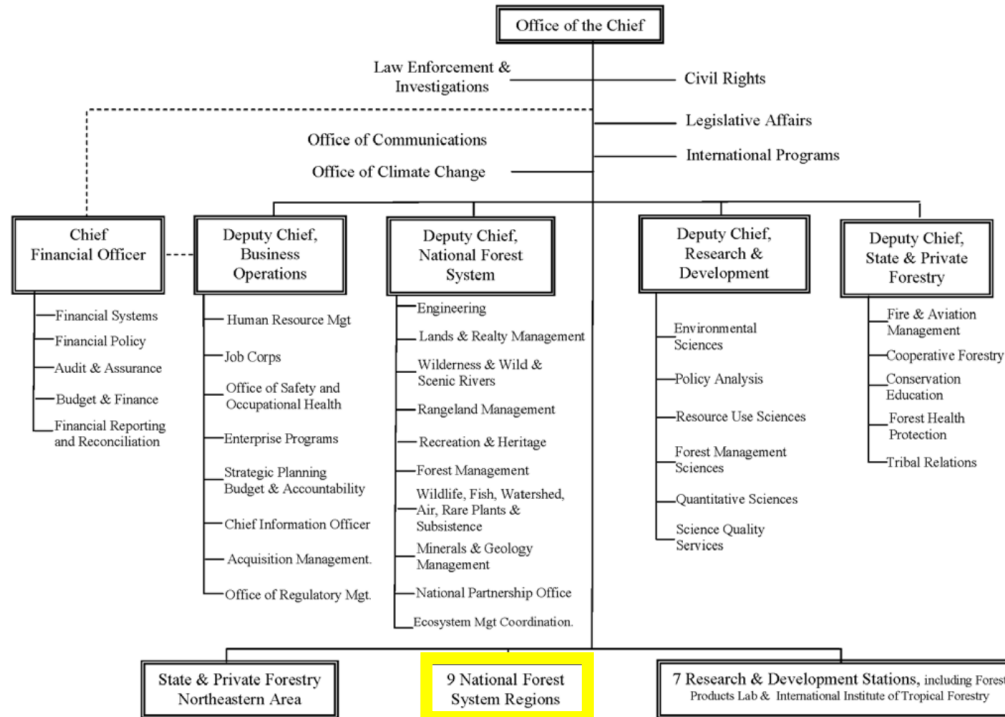 Office of the Chief
Law Enforcement &
Investigations
Civil Rights
Legislative Affairs
Office of Communications
International Programs
Office of Climate Change
Chief
Financial Officer
Financial Systems
Financial Policy
Audit & Assurance
Budget & Finance
Financial Reporting
and Reconciliation
Deputy Chief,
Business
Operations
Human Resource Mgt
Job Corps
Office of Safety and
Occupational Health
Enterprise Programs
Strategic Planning
Budget & Accountability
Chief Information Officer
Acquisition Management.
Office of Regulatory Mgt.
Deputy Chief,
National Forest
System
Engineering
Lands & Realty Management
Wilderness & Wild &
Scenic Rivers
Rangeland Management
Recreation & Heritage
Forest Management
Wildlife, Fish, Watershed,
Air, Rare Plants &
Subsistence
Minerals & Geology
Management
National Partnership Office
Ecosystem Mgt Coordination.
Deputy Chief,
Research &
Development
Environmental
Sciences
Policy Analysis
Resource Use Sciences
Forest Management
Sciences
Quantitative Sciences
Science Quality
Services
Deputy Chief,
State & Private
Forestry
Fire & Aviation
Management
Cooperative Forestry
Conservation
Education
Forest Health
Protection
Tribal Relations
State & Private Forestry
Northeastern Area
9 National Forest
System Regions
7 Research & Development Stations, including Forest
Products Lab & International Institute of Tropical Forestry